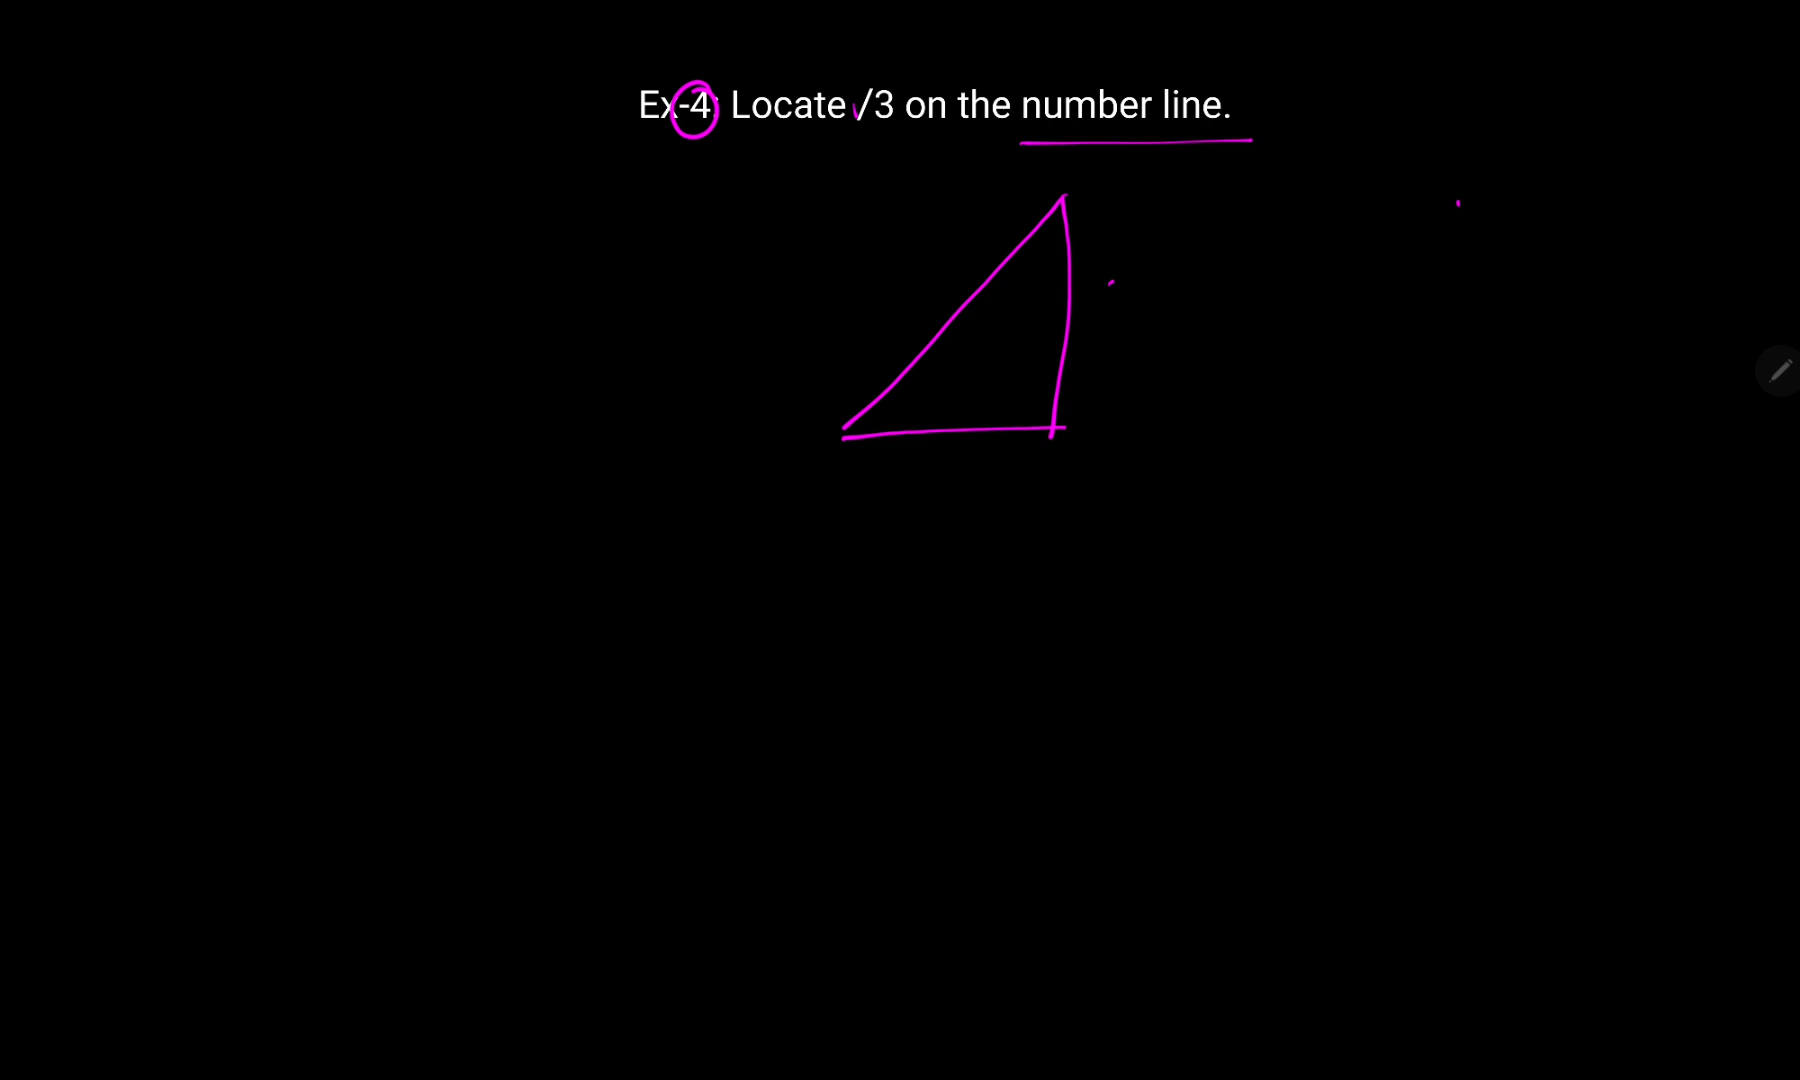 Ex-4: Locate √3 on the number line.